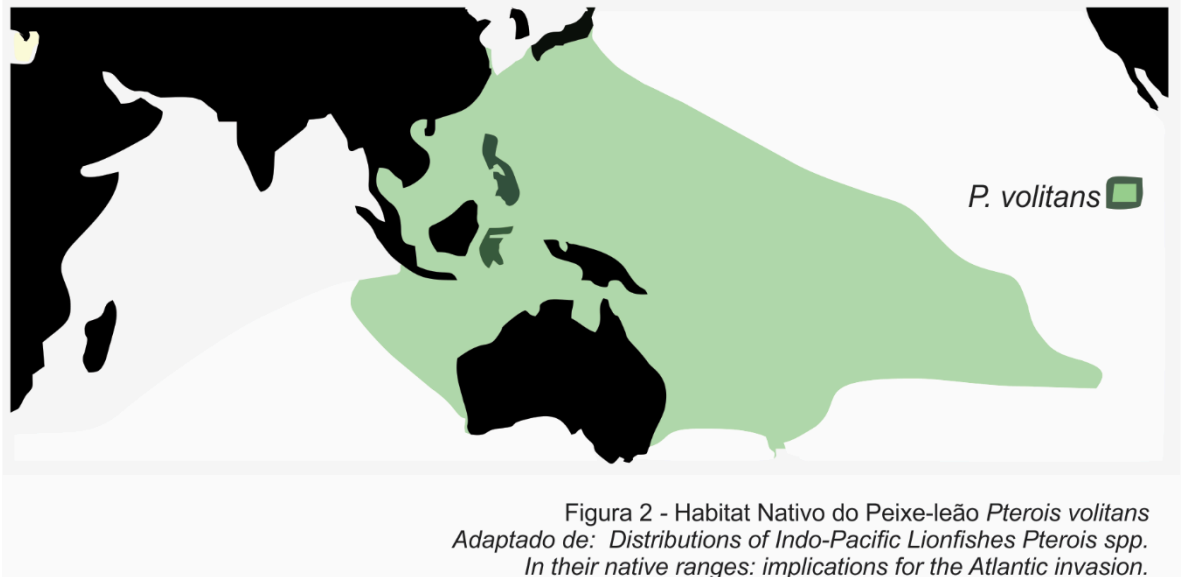 P. volitans
Figura 2 - Habitat Nativo do Peixe-leão Pterois volitans
Adaptado de: Distributions of Indo-Pacific Lionfishes Pterois spp.
In their native ranges: implications for the Atlantic invasion.